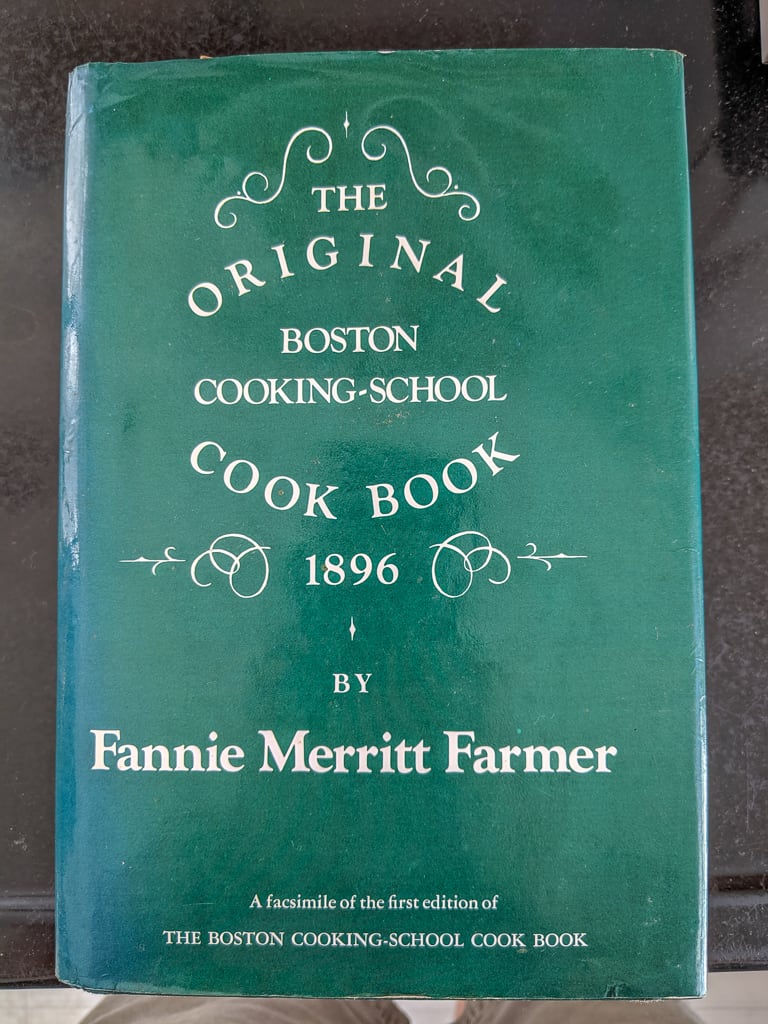 THE
ORIGINAL
BOSTON
COOKING-SCHOOL
COOK BOOK
1896
BY
Fannie Merritt Farmer
A facsimile of the first edition of
THE BOSTON COOKING-SCHOOL COOK BOOK